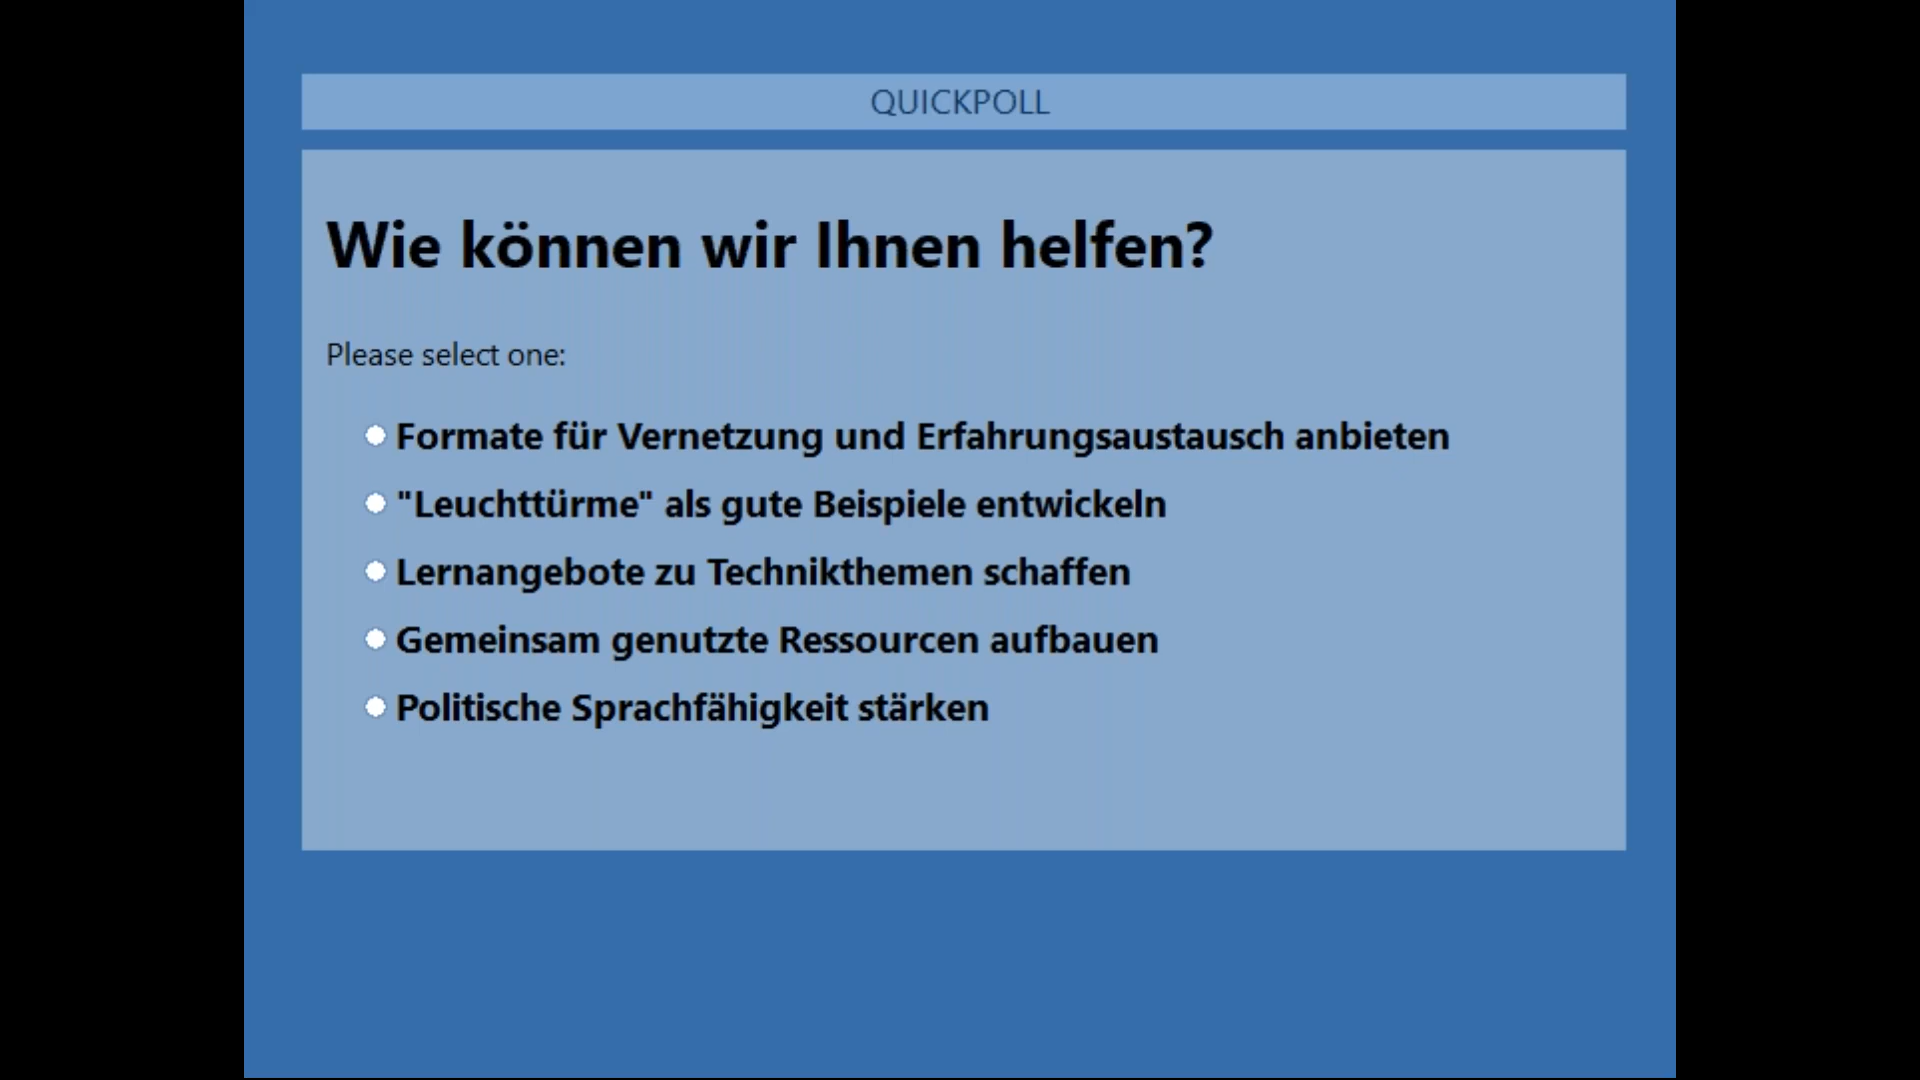 QUICKPOLL
Wie können wir Ihnen helfen?
Please select one:
Formate für Vernetzung und Erfahrungsaustausch anbieten
"Leuchttürme" als gute Beispiele entwickeln
Lernangebote zu Technikthemen schaffen
Gemeinsam genutzte Ressourcen aufbauen
Politische Sprachfähigkeit stärken